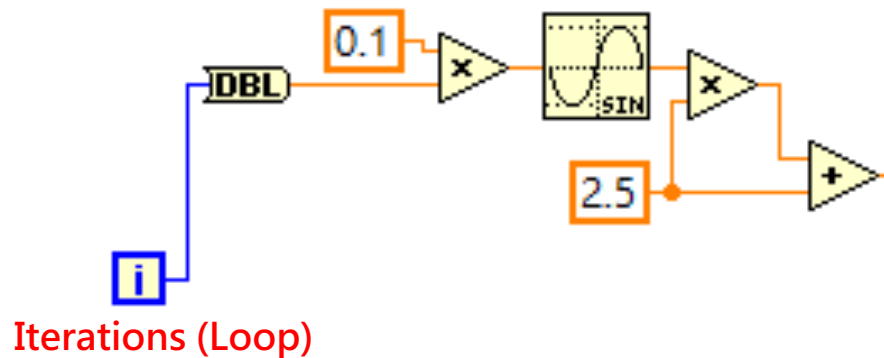 0.1
×
DBL
SIN
×
2.5
+
i
Iterations (Loop)